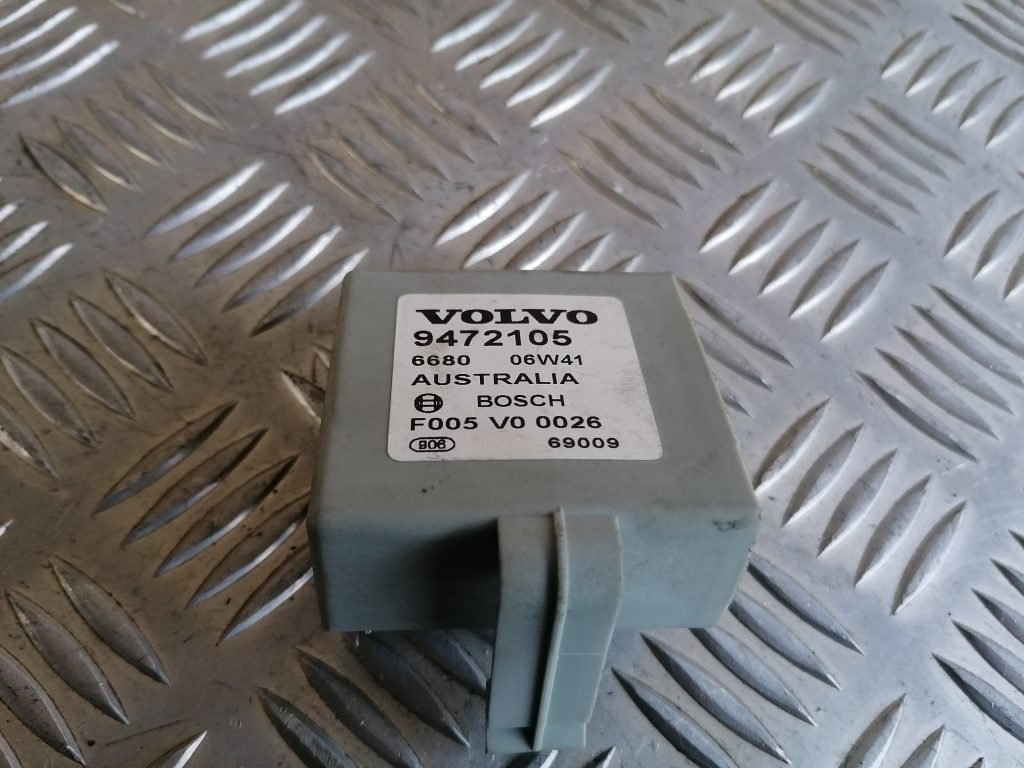 VOLVO
9472105
6680 06W41
AUSTRALIA
BOSCH
F005 V0 0026
906 69009